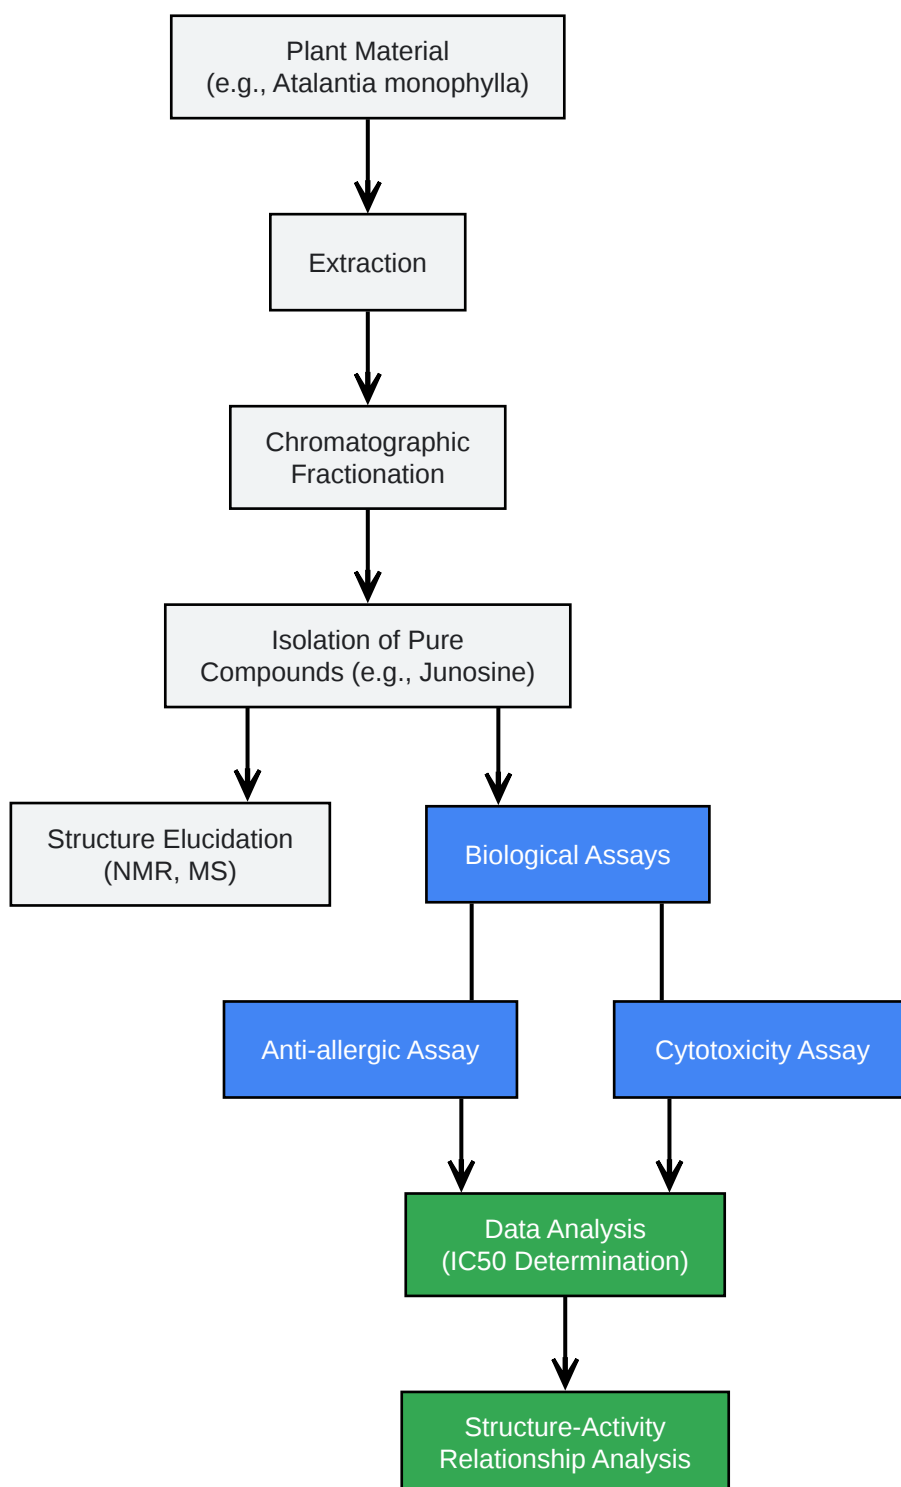 Plant Material
(e.g., Atalantia monophylla)
Extraction
Chromatographic
Fractionation
Isolation of Pure
Compounds (e.g., Junosine)
Structure Elucidation
(NMR, MS)
Biological Assays
Anti-allergic Assay
Cytotoxicity Assay
Data Analysis
(IC50 Determination)
Structure-Activity
Relationship Analysis